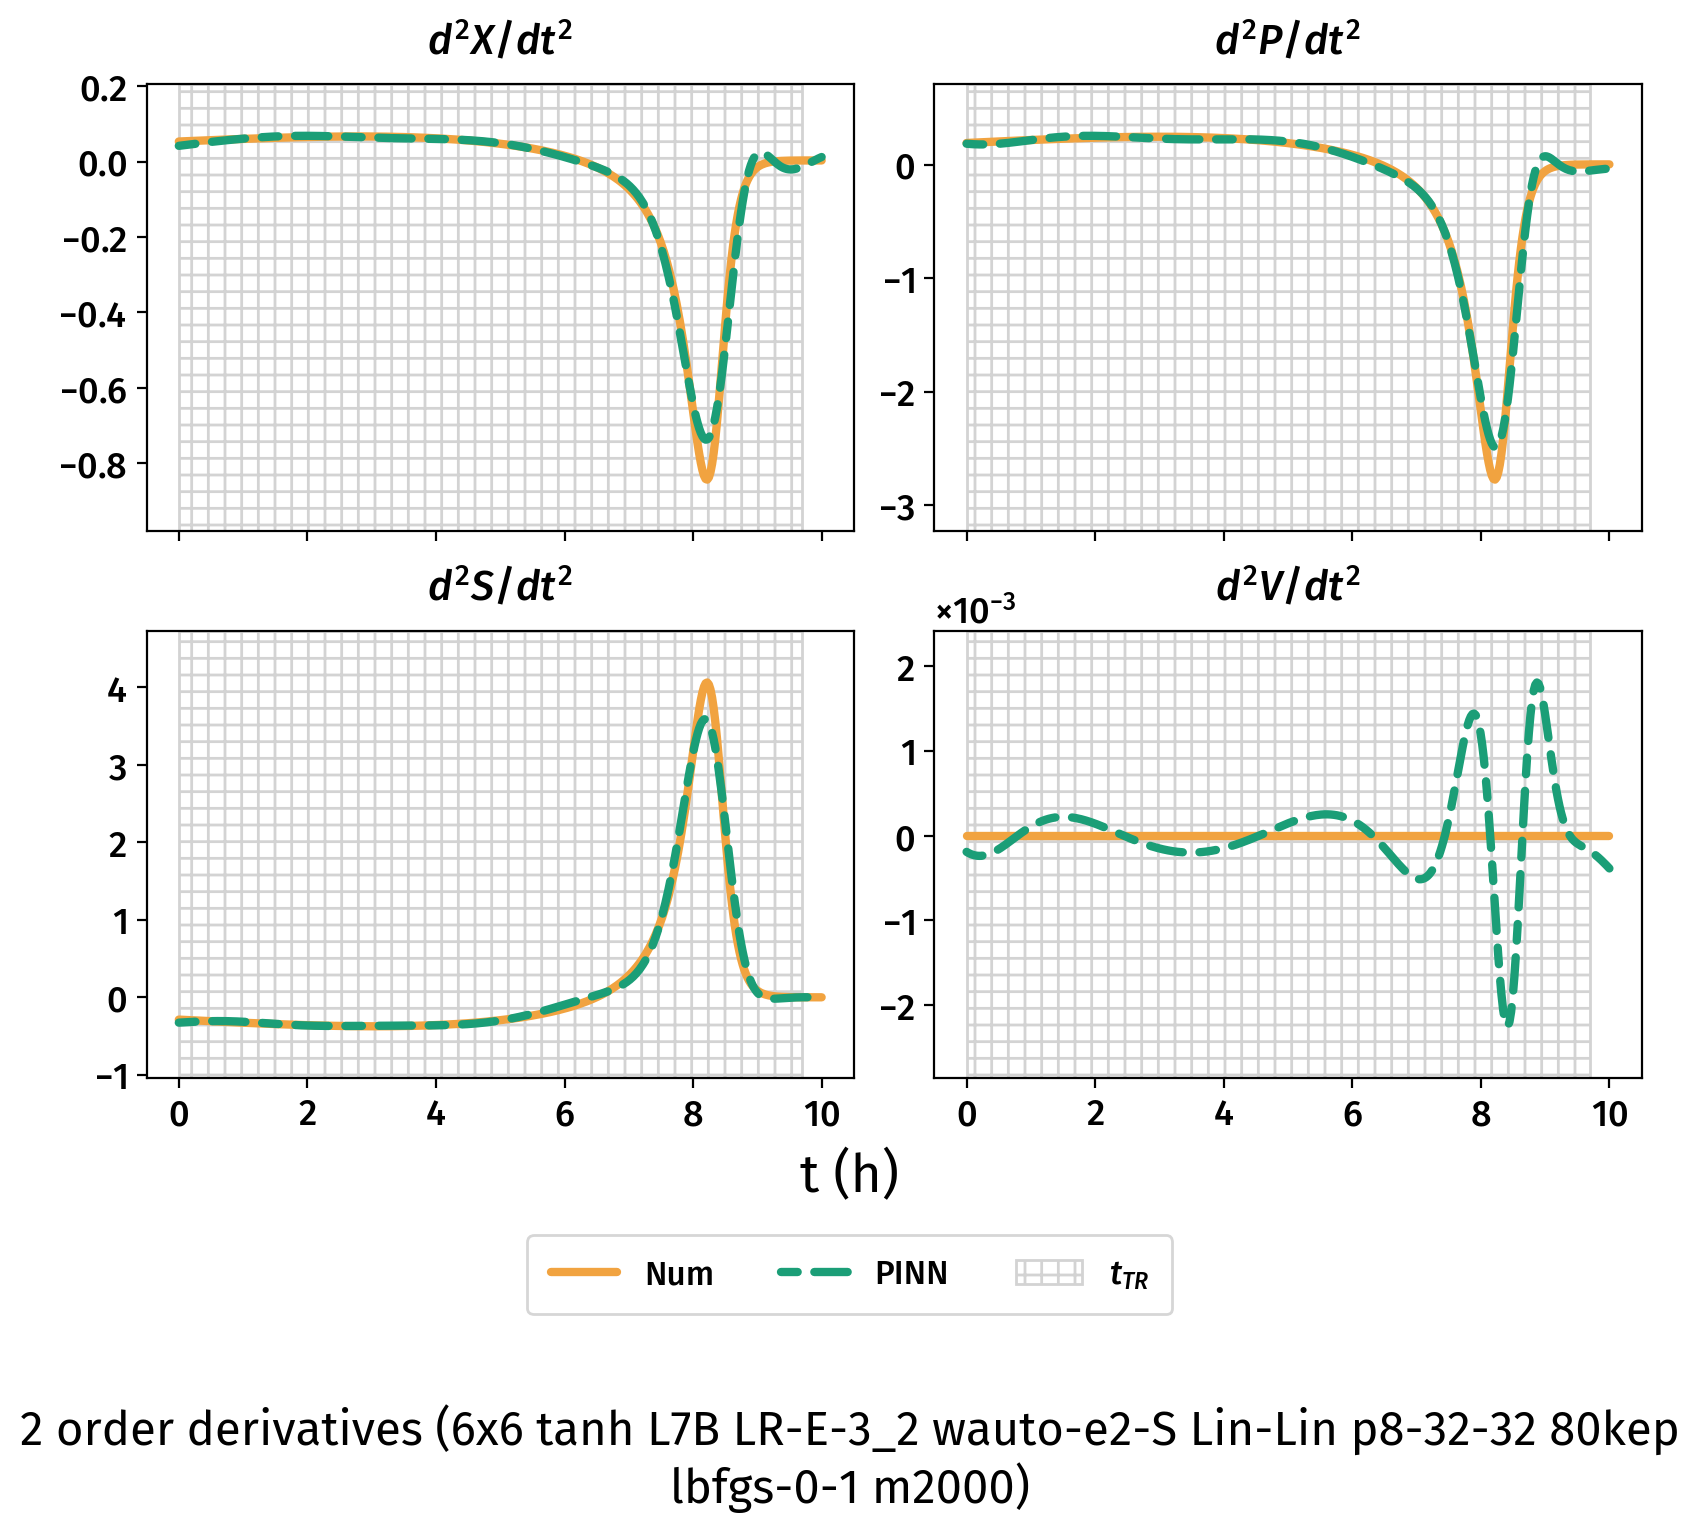 d²X/dt²
d²P/dt²
0.2
0.0
−0.2
−0.4
−0.6
−0.8
0
−1
−2
−3
d²S/dt²
d²V/dt²
×10⁻³
4
3
2
1
0
−1
2
1
0
−1
−2
0 2 4 6 8 10
0 2 4 6 8 10
t (h)
Num PINN t_TR
2 order derivatives (6x6 tanh L7B LR-E-3_2 wauto-e2-S Lin-Lin p8-32-32 80kep
lbfgs-0-1 m2000)